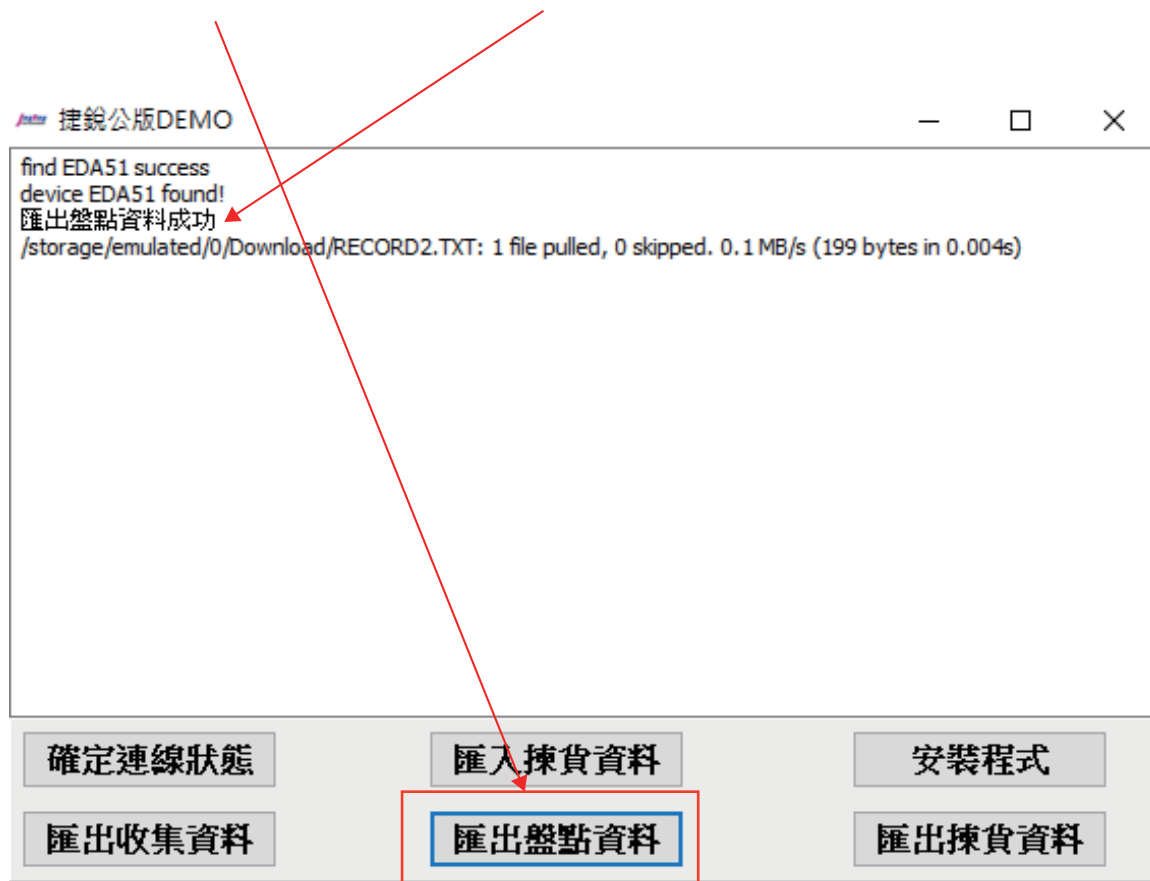 捷銳公版DEMO
find EDA51 success
device EDA51 found!
匯出盤點資料成功
/storage/emulated/0/Download/RECORD2.TXT: 1 file pulled, 0 skipped. 0.1 MB/s (199 bytes in 0.004s)
確定連線狀態 匯入揀貨資料 安裝程式
匯出收集資料 匯出盤點資料 匯出揀貨資料